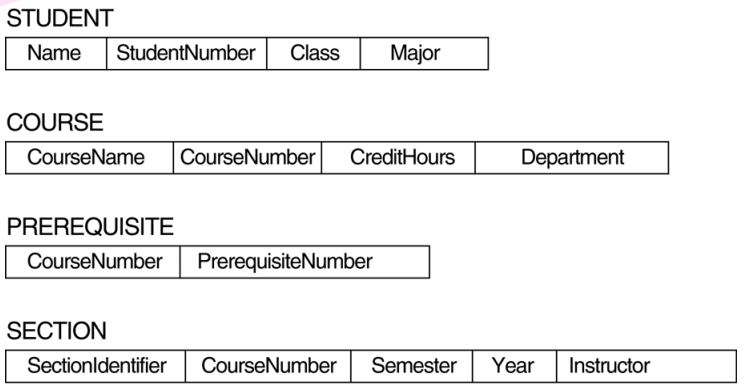 STUDENT
Name StudentNumber Class Major
COURSE
CourseName CourseNumber CreditHours Department
PREREQUISITE
CourseNumber PrerequisiteNumber
SECTION
SectionIdentifier CourseNumber Semester Year Instructor